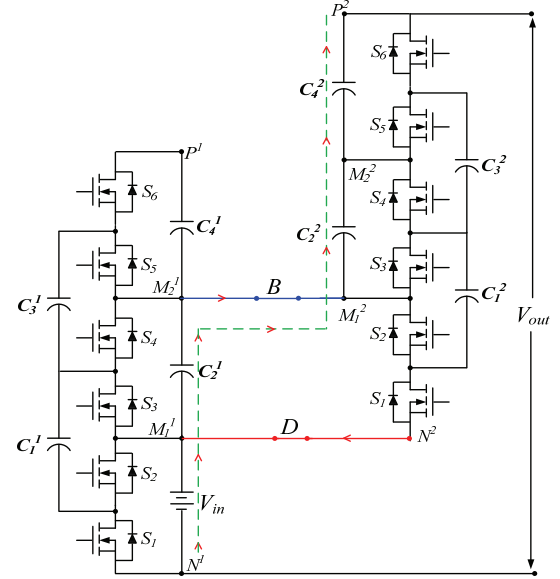 P²
S₆
C₄²
S₅
C₃²
M₂²
S₄
C₂²
S₃
C₁²
M₁²
S₂
S₁
N²
V_out
P¹
S₆
C₄¹
S₅
M₂¹
B
C₃¹
S₄
C₂¹
S₃
M₁¹
D
C₁¹
S₂
V_in
S₁
N¹